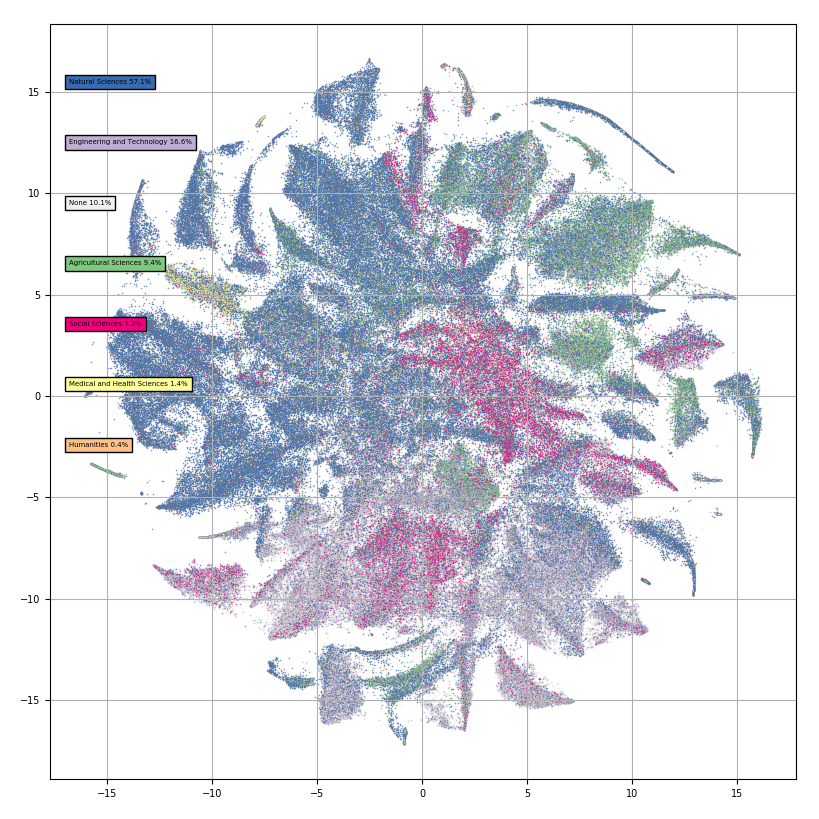 15
Natural Sciences 57.1%
Engineering and Technology 16.6%
10
None 10.1%
Agricultural Sciences 9.4%
5
Social Sciences 7.3%
Medical and Health Sciences 1.4%
0
Humanities 0.4%
−5
−10
−15
−15 −10 −5 0 5 10 15